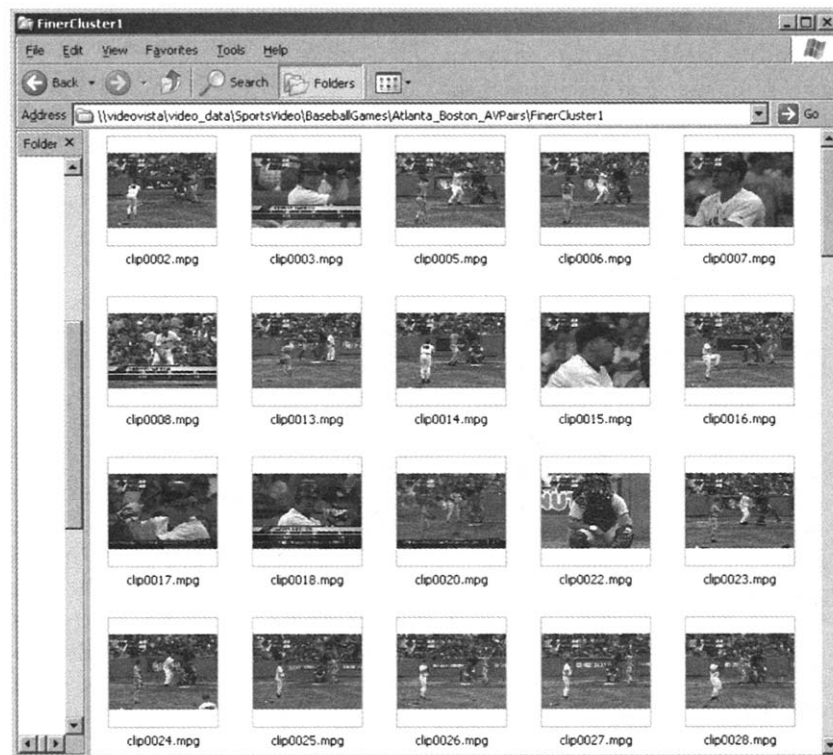 FinerCluster1
File Edit View Favorites Tools Help
Back Search Folders
Address \\videovista\video_data\SportsVideo\BaseballGames\Atlanta_Boston_AVPairs\FinerCluster1 Go
Folder
clip0002.mpg clip0003.mpg clip0005.mpg clip0006.mpg clip0007.mpg
clip0008.mpg clip0013.mpg clip0014.mpg clip0015.mpg clip0016.mpg
clip0017.mpg clip0018.mpg clip0020.mpg clip0022.mpg clip0023.mpg
clip0024.mpg clip0025.mpg clip0026.mpg clip0027.mpg clip0028.mpg